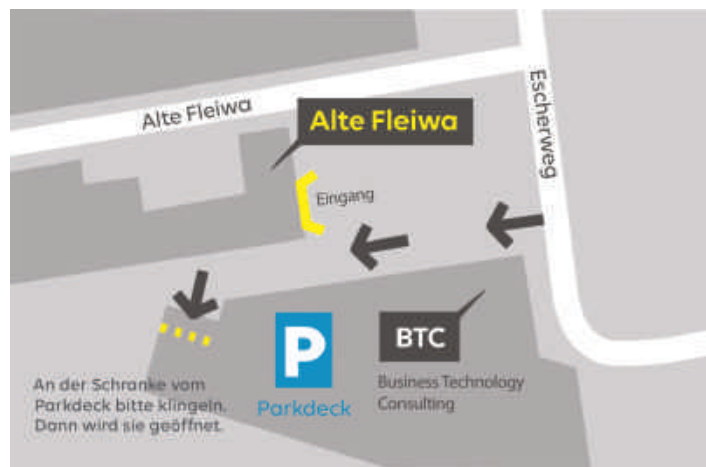 Alte Fleiwa
Escherweg
Alte Fleiwa
Eingang
P
Parkdeck
BTC
Business Technology
Consulting
An der Schranke vom
Parkdeck bitte klingeln.
Dann wird sie geöffnet.